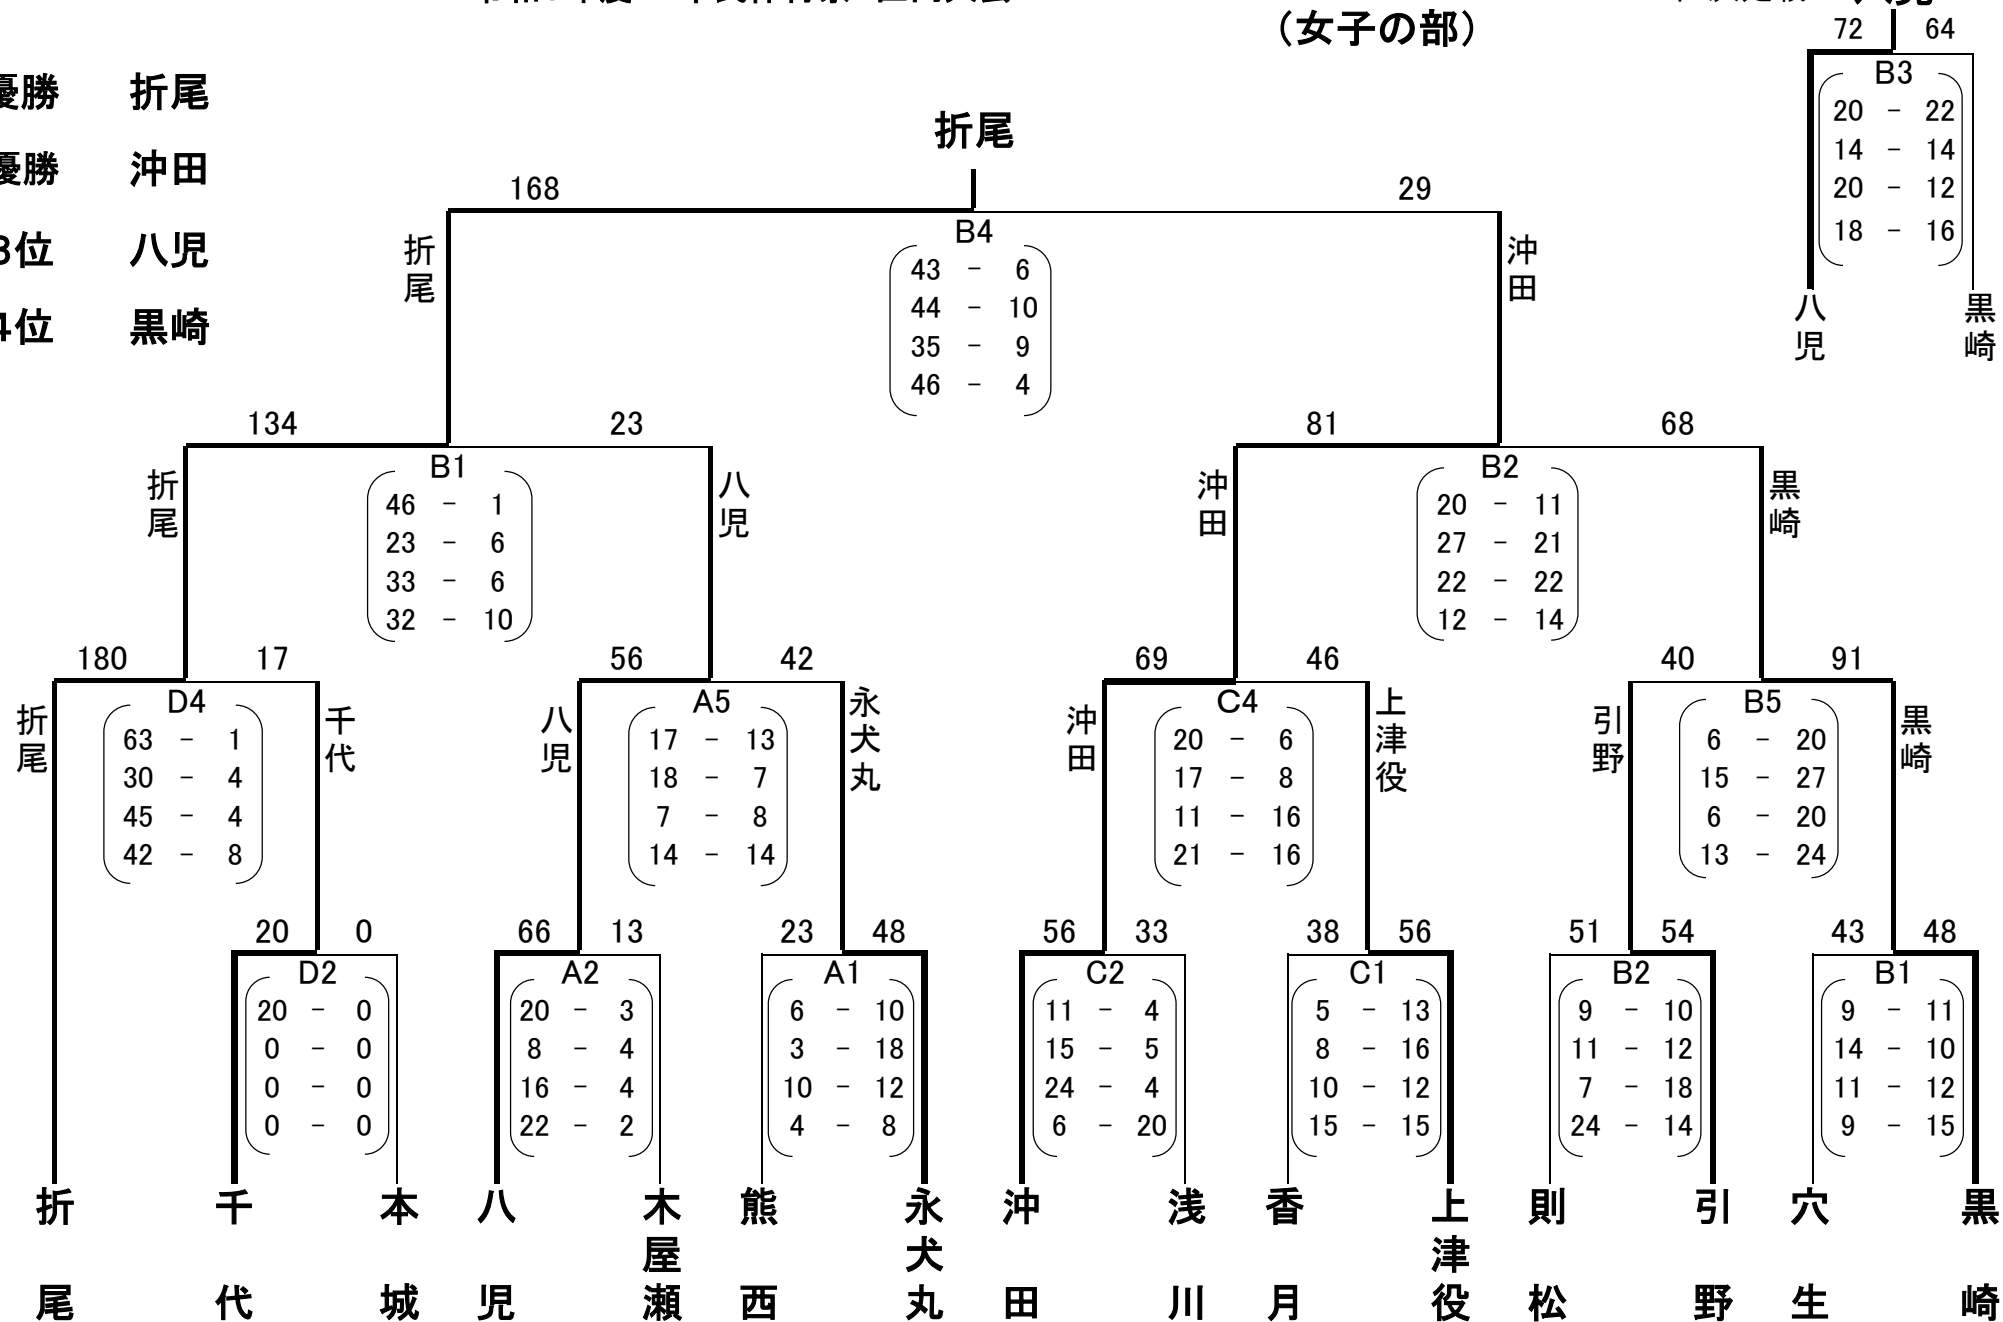 （女子の部）
72 64
B3
20 － 22
14 － 14
20 － 12
18 － 16
八児
黒崎
優勝 折尾
優勝 沖田
3位 八児
4位 黒崎
折尾
168 29
折尾
沖田
B4
43 － 6
44 － 10
35 － 9
46 － 4
134 23
折尾
八児
B1
46 － 1
23 － 6
33 － 6
32 － 10
81 68
沖田
黒崎
B2
20 － 11
27 － 21
22 － 22
12 － 14
180 17
折尾
千代
D4
63 － 1
30 － 4
45 － 4
42 － 8
56 42
八児
永犬丸
A5
17 － 13
18 － 7
7 － 8
14 － 14
69 46
沖田
上津役
C4
20 － 6
17 － 8
11 － 16
21 － 16
40 91
引野
黒崎
B5
6 － 20
15 － 27
6 － 20
13 － 24
20 0
D2
20 － 0
0 － 0
0 － 0
0 － 0
66 13
A2
20 － 3
8 － 4
16 － 4
22 － 2
23 48
A1
6 － 10
3 － 18
10 － 12
4 － 8
56 33
C2
11 － 4
15 － 5
24 － 4
6 － 20
38 56
C1
5 － 13
8 － 16
10 － 12
15 － 15
51 54
B2
9 － 10
11 － 12
7 － 18
24 － 14
43 48
B1
9 － 11
14 － 10
11 － 12
9 － 15
折尾
千代
本城
八児
木屋瀬
熊西
永犬丸
沖田
浅川
香月
上津役
則松
引野
穴生
黒崎